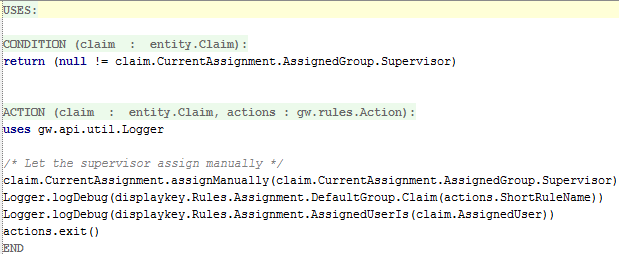 USES:
CONDITION (claim : entity.Claim):
return (null != claim.CurrentAssignment.AssignedGroup.Supervisor)
ACTION (claim : entity.Claim, actions : gw.rules.Action):
uses gw.api.util.Logger
/* Let the supervisor assign manually */
claim.CurrentAssignment.assignManually(claim.CurrentAssignment.AssignedGroup.Supervisor)
Logger.logDebug(displaykey.Rules.Assignment.DefaultGroup.Claim(actions.ShortRuleName))
Logger.logDebug(displaykey.Rules.Assignment.AssignedUserIs(claim.AssignedUser))
actions.exit()
END